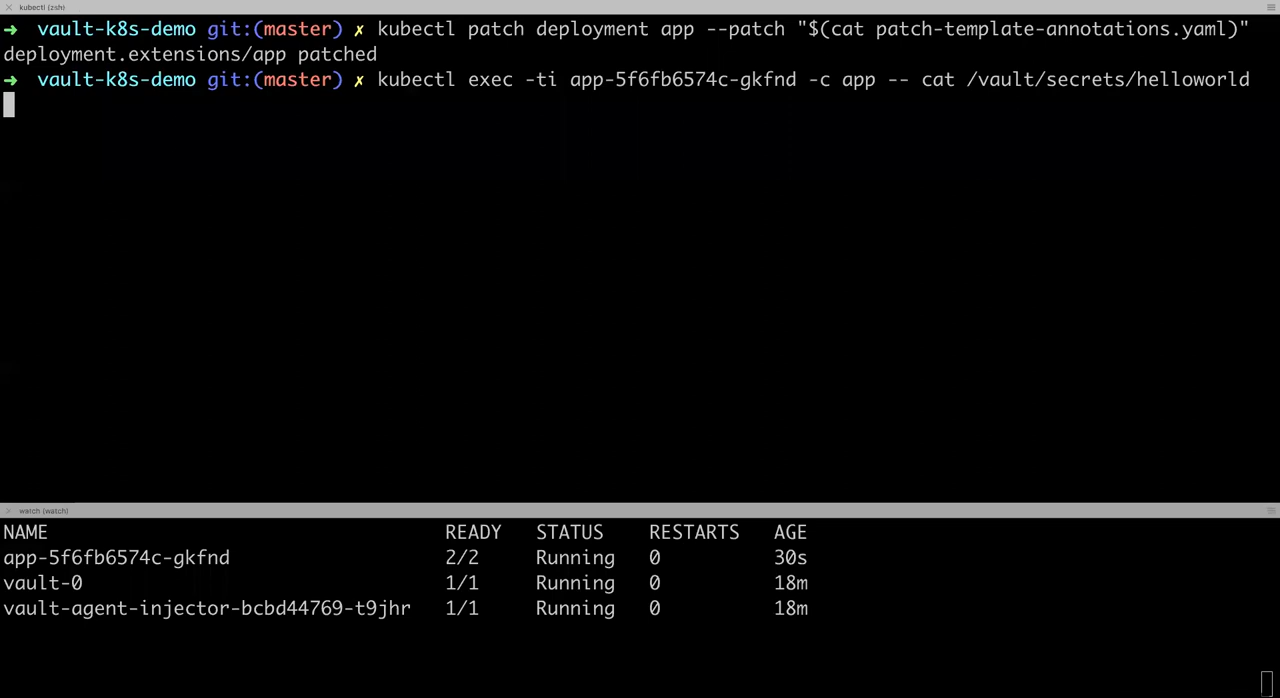 kubectl (zsh)
➜ vault-k8s-demo git:(master) ✗ kubectl patch deployment app --patch "$(cat patch-template-annotations.yaml)"
deployment.extensions/app patched
➜ vault-k8s-demo git:(master) ✗ kubectl exec -ti app-5f6fb6574c-gkfnd -c app -- cat /vault/secrets/helloworld
watch (watch)
NAME READY STATUS RESTARTS AGE
app-5f6fb6574c-gkfnd 2/2 Running 0 30s
vault-0 1/1 Running 0 18m
vault-agent-injector-bcbd44769-t9jhr 1/1 Running 0 18m